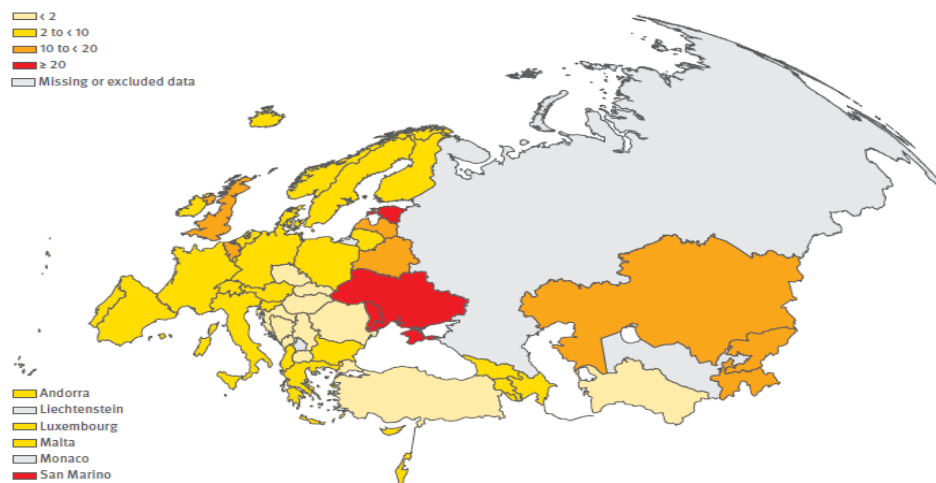 < 2
2 to < 10
10 to < 20
≥ 20
Missing or excluded data
Andorra
Liechtenstein
Luxembourg
Malta
Monaco
San Marino